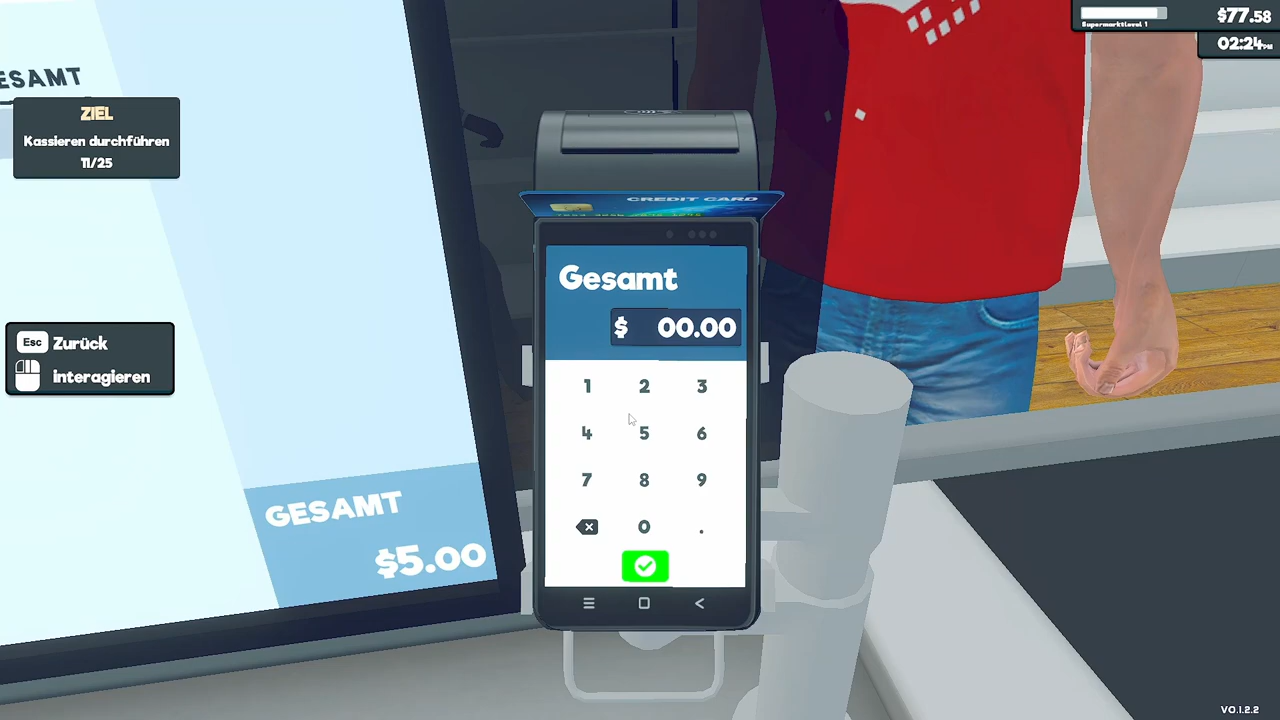 ESAMT
ZIEL
Kassieren durchführen
11/25
Esc Zurück
interagieren
GESAMT
$5.00
CREDIT CARD
Gesamt
$ 00.00
1 2 3
4 5 6
7 8 9
0 .
$77.58
Supermarktlevel 1
02:24PM
V0.1.2.2